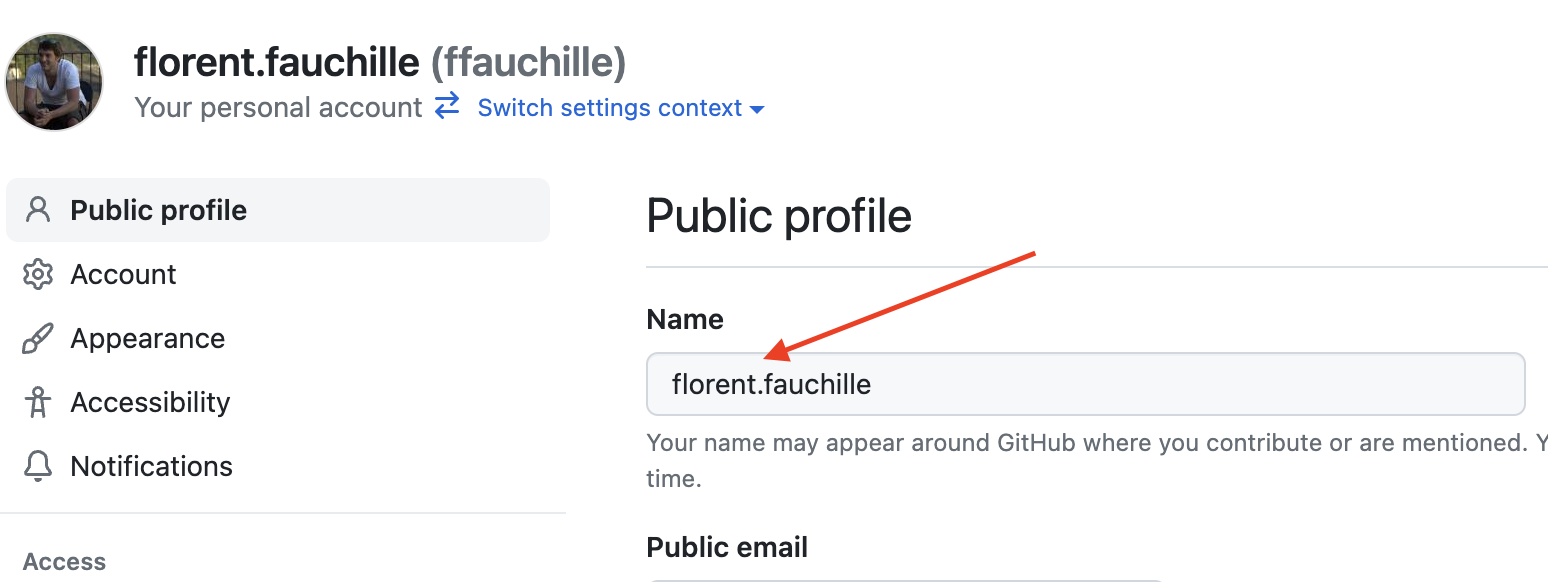 florent.fauchille (ffauchille)
Your personal account Switch settings context
Public profile
Account
Appearance
Accessibility
Notifications
Access
Public profile
Name
florent.fauchille
Your name may appear around GitHub where you contribute or are mentioned. Y
time.
Public email